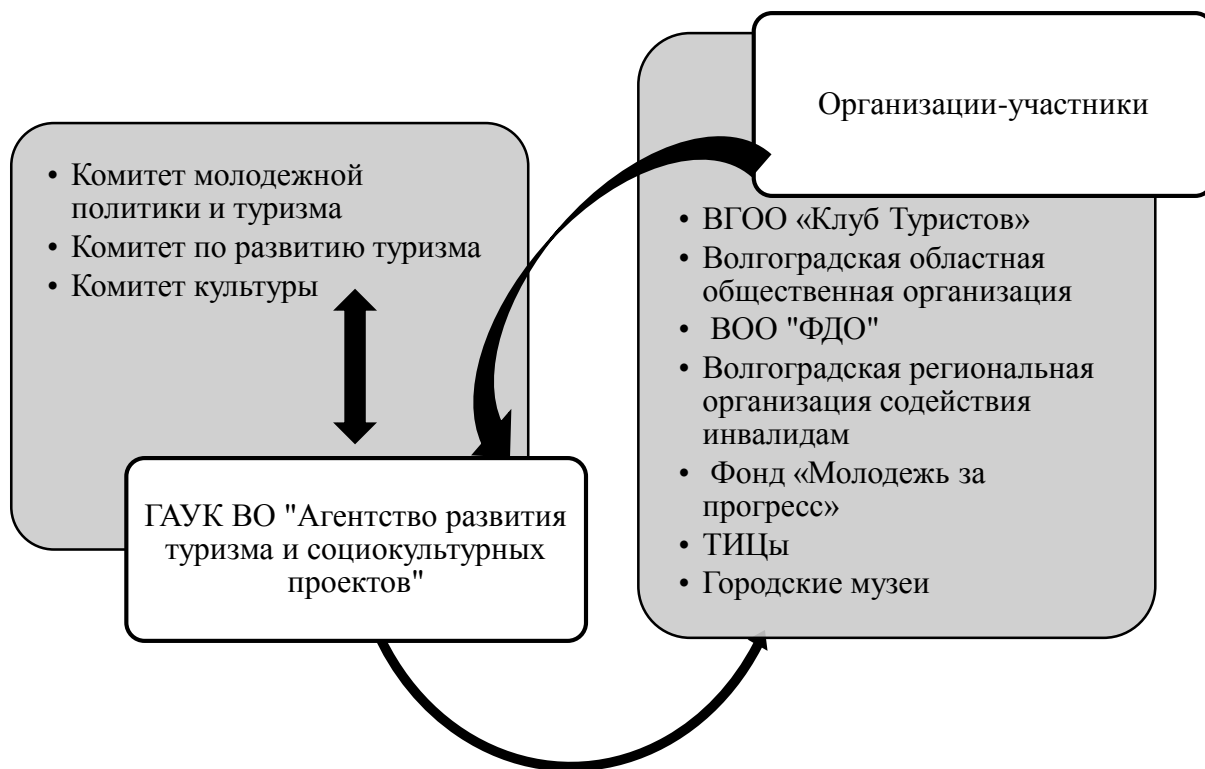 • Комитет молодежной
политики и туризма
• Комитет по развитию туризма
• Комитет культуры
ГАУК ВО "Агентство развития
туризма и социокультурных
проектов"
Организации-участники
• ВГОО «Клуб Туристов»
• Волгоградская областная
общественная организация
• ВОО "ФДО"
• Волгоградская региональная
организация содействия
инвалидам
• Фонд «Молодежь за
прогресс»
• ТИЦы
• Городские музеи